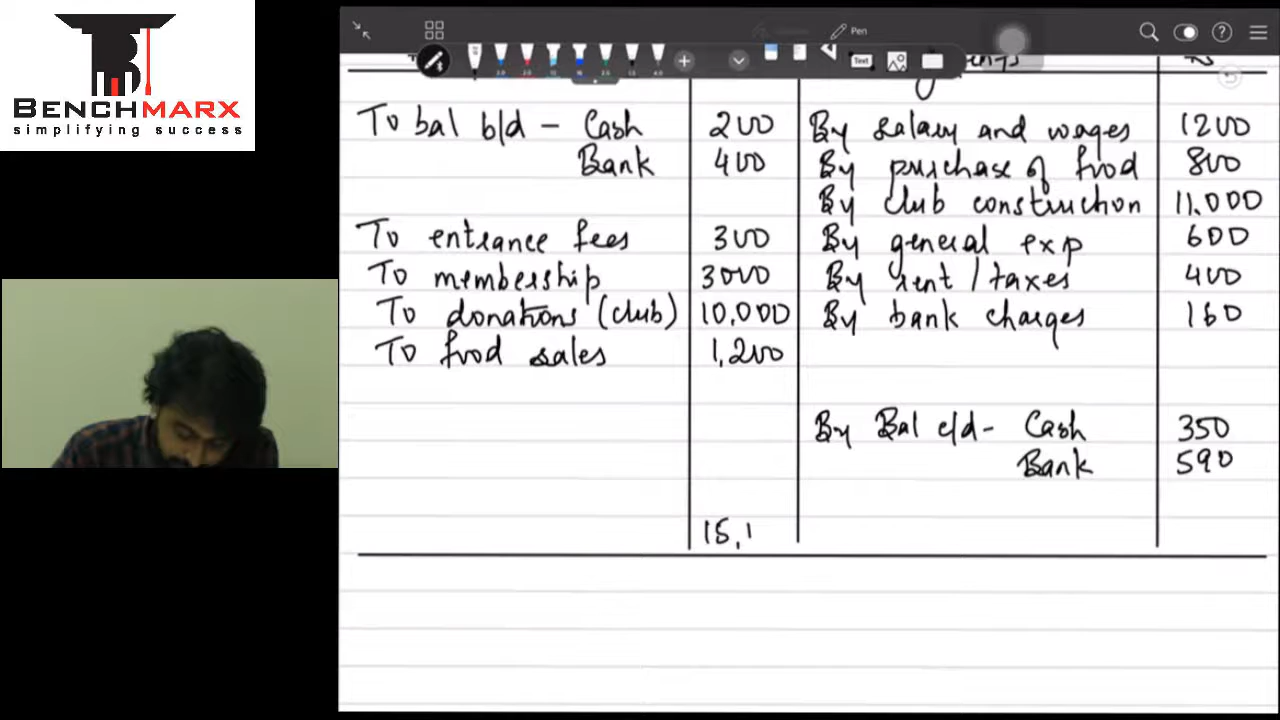 BENCHMARX
simplifying success
Pen
Text
To bal b/d - Cash 200 By salary and wages 1200
Bank 400 By purchase of food 800
By club construction 11,000
To entrance fees 300 By general exp 600
To membership 3000 By rent/taxes 400
To donations (club) 10,000 By bank charges 160
To food sales 1,200
By Bal c/d - Cash 350
Bank 590
15,1